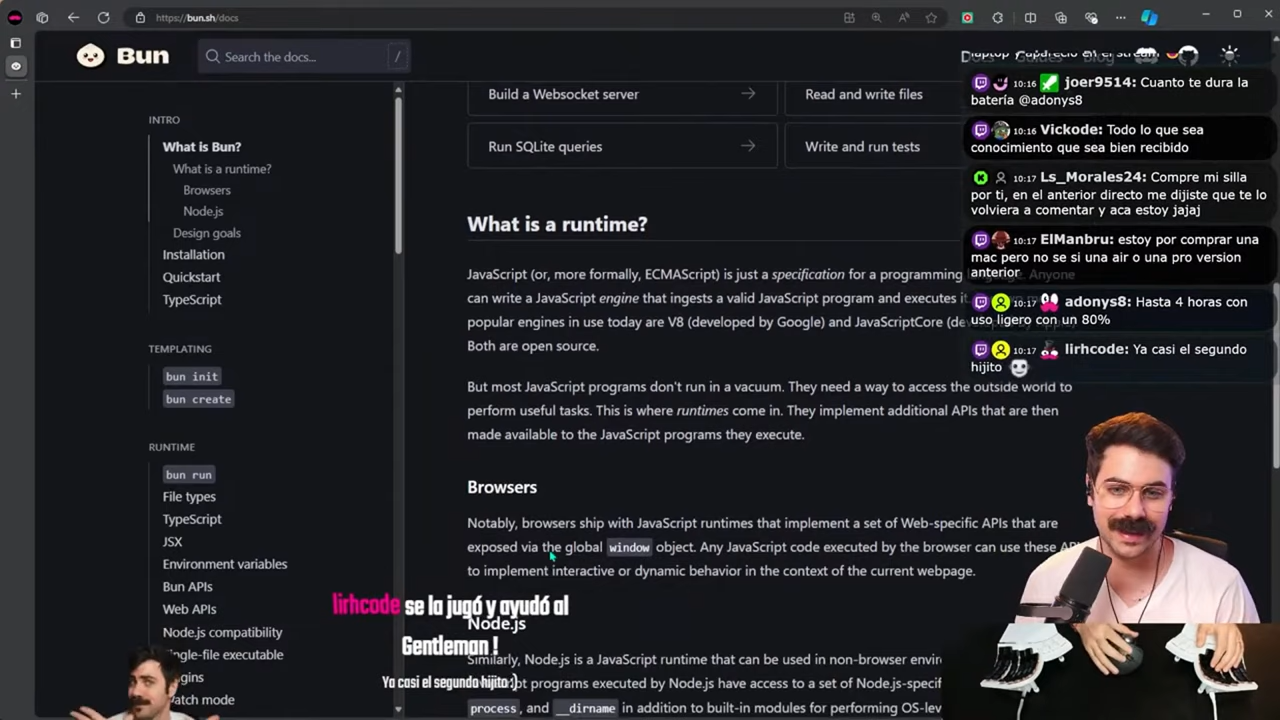 https://bun.sh/docs
Bun
Search the docs...
/
Docs
Guides
Blog
INTRO
What is Bun?
What is a runtime?
Browsers
Node.js
Design goals
Installation
Quickstart
TypeScript
TEMPLATING
bun init
bun create
RUNTIME
bun run
File types
TypeScript
JSX
Environment variables
Bun APIs
Web APIs
Node.js compatibility
ngle-file executable
gins
atch mode
Build a Websocket server
Read and write files
Run SQLite queries
Write and run tests
What is a runtime?
JavaScript (or, more formally, ECMAScript) is just a specification for a programming language. Anyone
can write a JavaScript engine that ingests a valid JavaScript program and executes it
popular engines in use today are V8 (developed by Google) and JavaScriptCore (de
Both are open source.
But most JavaScript programs don't run in a vacuum. They need a way to access the outside world to
perform useful tasks. This is where runtimes come in. They implement additional APIs that are then
made available to the JavaScript programs they execute.
Browsers
Notably, browsers ship with JavaScript runtimes that implement a set of Web-specific APIs that are
exposed via the global window object. Any JavaScript code executed by the browser can use these AP
to implement interactive or dynamic behavior in the context of the current webpage.
Node.js
Similarly, Node.js is a JavaScript runtime that can be used in non-browser enviro
pt programs executed by Node.js have access to a set of Node.js-specif
process, and __dirname in addition to built-in modules for performing OS-lev
laptop y apareció en el stream
10:16 joer9514: Cuanto te dura la
batería @adonys8
10:16 Vickode: Todo lo que sea
conocimiento que sea bien recibido
10:17 Ls_Morales24: Compre mi silla
por ti, en el anterior directo me dijiste que te lo
volviera a comentar y aca estoy jajaj
10:17 ElManbru: estoy por comprar una
mac pero no se si una air o una pro version
anterior
10:17 adonys8: Hasta 4 horas con
uso ligero con un 80%
10:17 lirhcode: Ya casi el segundo
hijito
lirhcode se la jugó y ayudó al
Gentleman !
Ya casi el segundo hijito :)